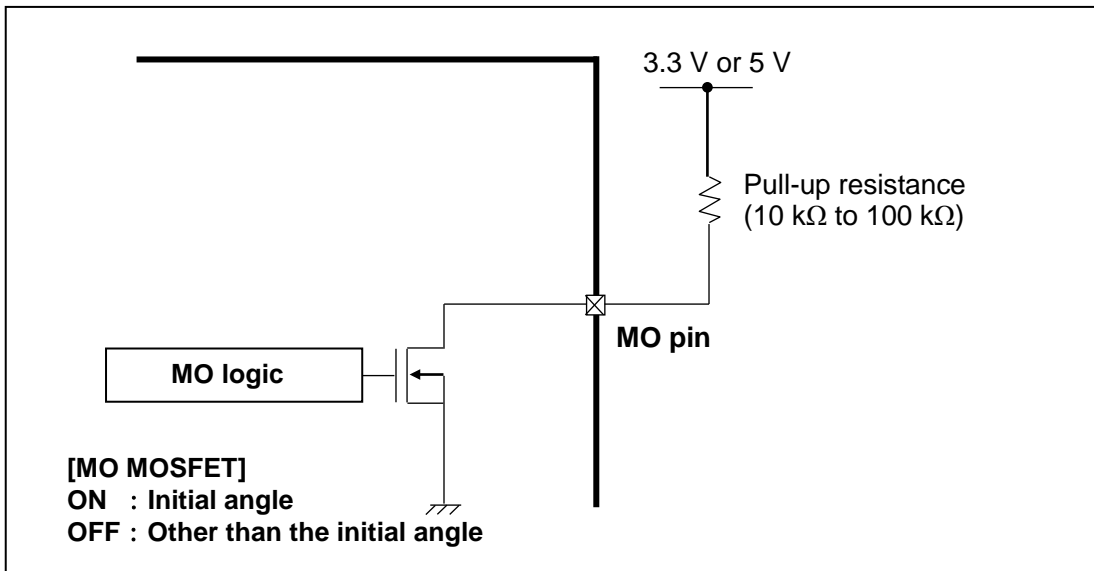 3.3 V or 5 V
Pull-up resistance
(10 kΩ to 100 kΩ)
MO pin
MO logic
[MO MOSFET]
ON : Initial angle
OFF : Other than the initial angle